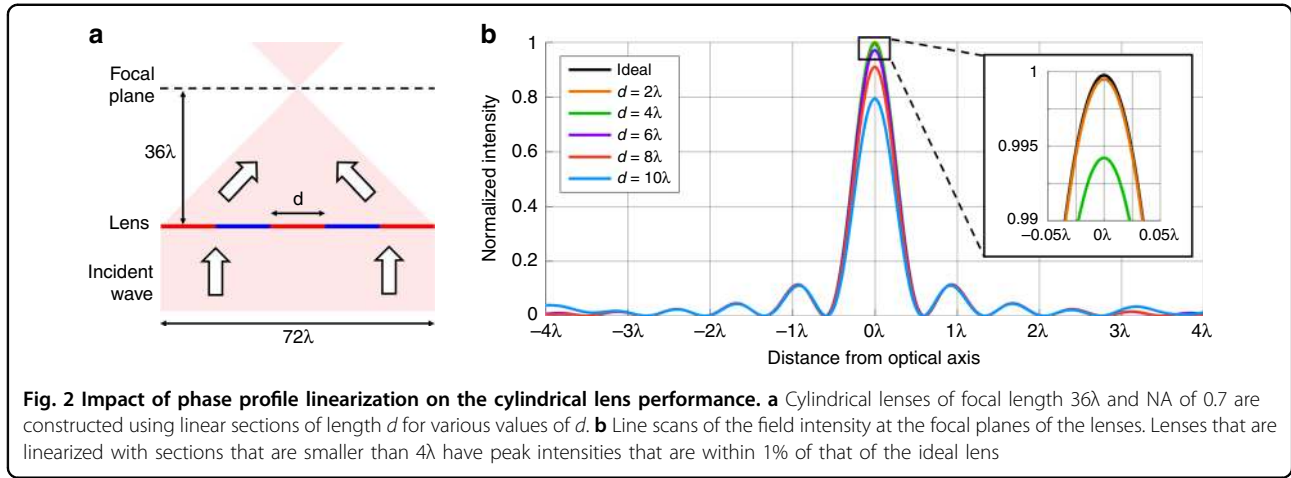 a
Focal
plane
36λ
d
Lens
Incident
wave
72λ
b
Normalized intensity
1
0.8
0.6
0.4
0.2
0
Ideal
d = 2λ
d = 4λ
d = 6λ
d = 8λ
d = 10λ
–4λ –3λ –2λ –1λ 0λ 1λ 2λ 3λ 4λ
Distance from optical axis
1
0.995
0.99
–0.05λ 0λ 0.05λ
Fig. 2 Impact of phase profile linearization on the cylindrical lens performance. a Cylindrical lenses of focal length 36λ and NA of 0.7 are
constructed using linear sections of length d for various values of d. b Line scans of the field intensity at the focal planes of the lenses. Lenses that are
linearized with sections that are smaller than 4λ have peak intensities that are within 1% of that of the ideal lens